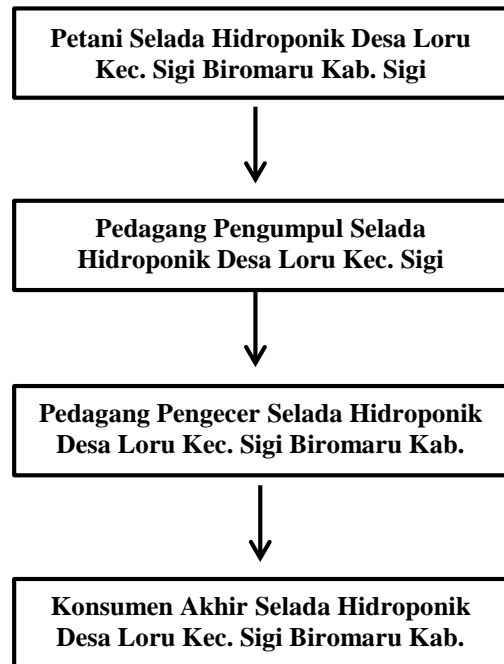 Petani Selada Hidroponik Desa Loru
Kec. Sigi Biromaru Kab. Sigi
Pedagang Pengumpul Selada
Hidroponik Desa Loru Kec. Sigi
Pedagang Pengecer Selada Hidroponik
Desa Loru Kec. Sigi Biromaru Kab.
Konsumen Akhir Selada Hidroponik
Desa Loru Kec. Sigi Biromaru Kab.